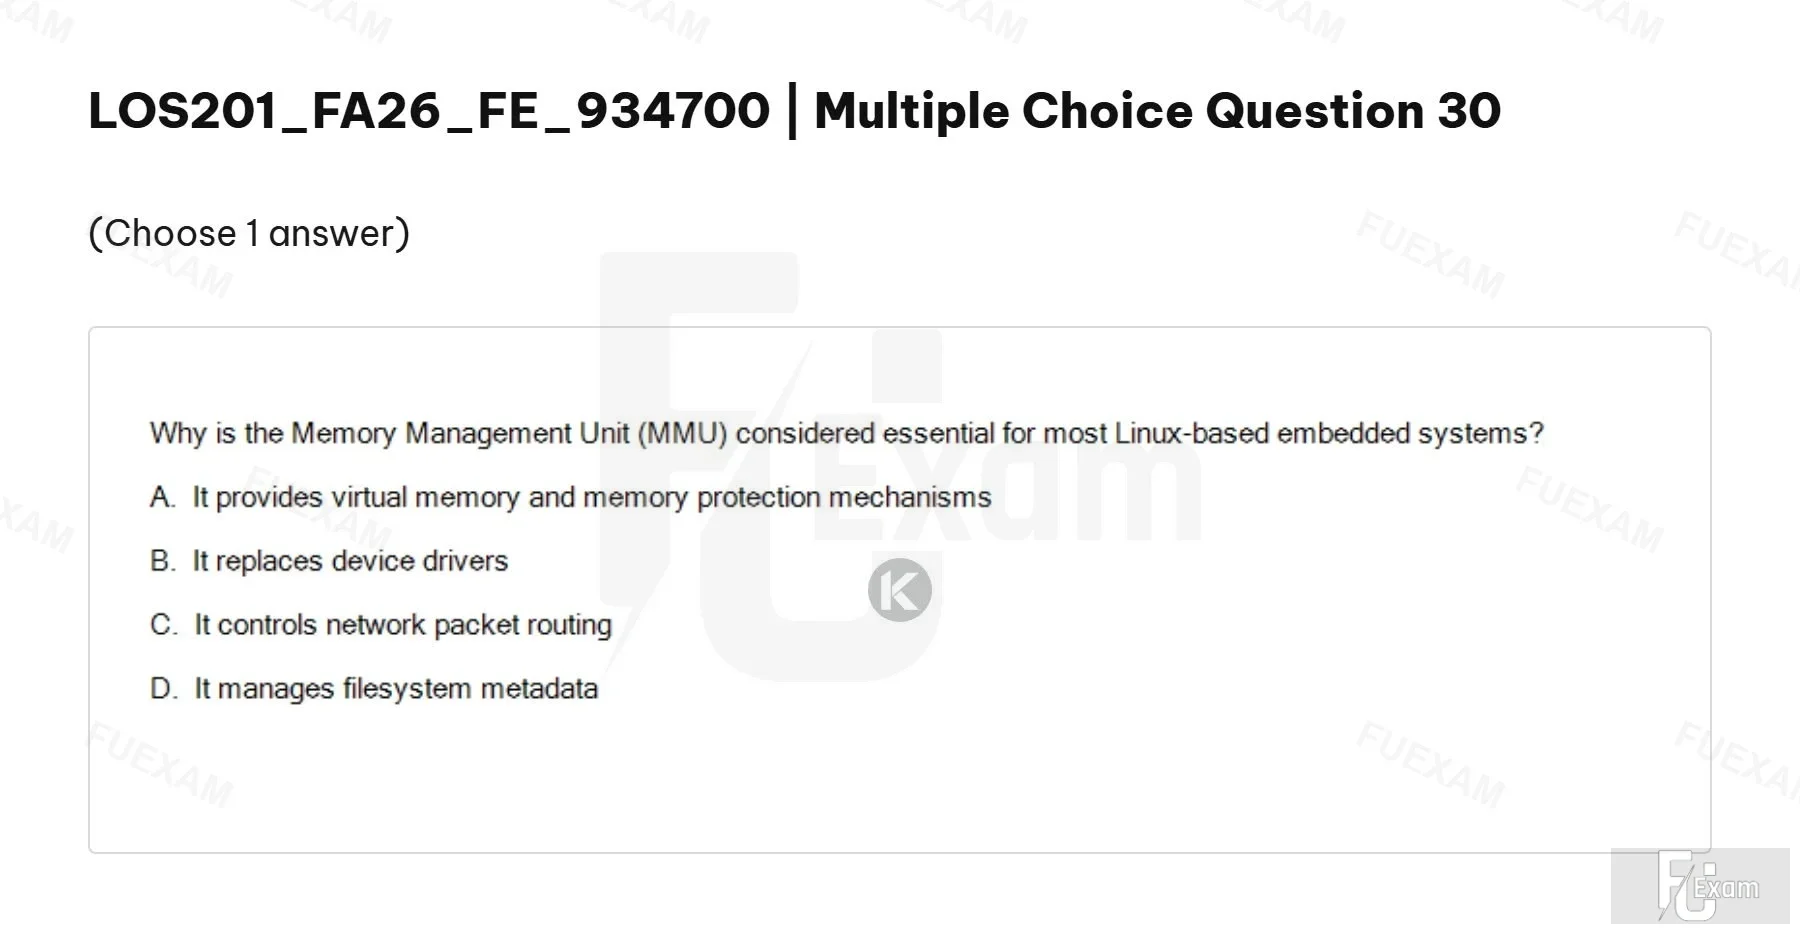 LOS201_FA26_FE_934700 | Multiple Choice Question 30
(Choose 1 answer)
Why is the Memory Management Unit (MMU) considered essential for most Linux-based embedded systems?
A. It provides virtual memory and memory protection mechanisms
B. It replaces device drivers
C. It controls network packet routing
D. It manages filesystem metadata
FUEXAM
FU Exam
K